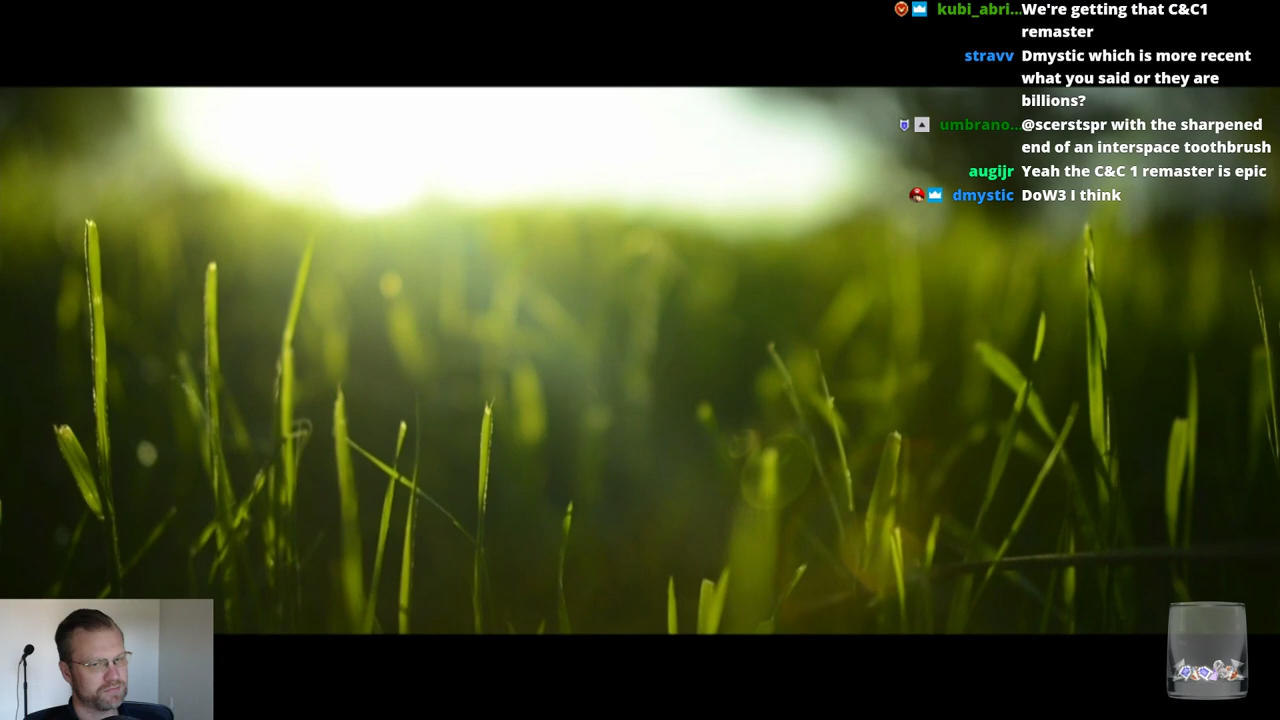 kubi_abri... We're getting that C&C1
remaster
stravv Dmystic which is more recent
what you said or they are
billions?
umbrano... @scerstspr with the sharpened
end of an interspace toothbrush
augijr Yeah the C&C 1 remaster is epic
dmystic DoW3 I think